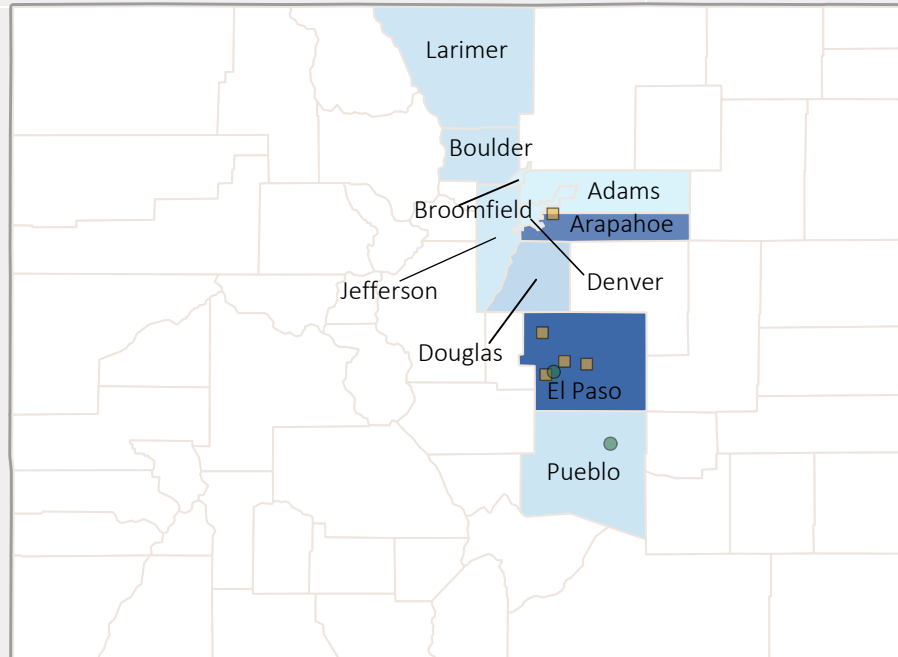 Larimer
Boulder
Adams
Broomfield
Arapahoe
Denver
Jefferson
Douglas
El Paso
Pueblo